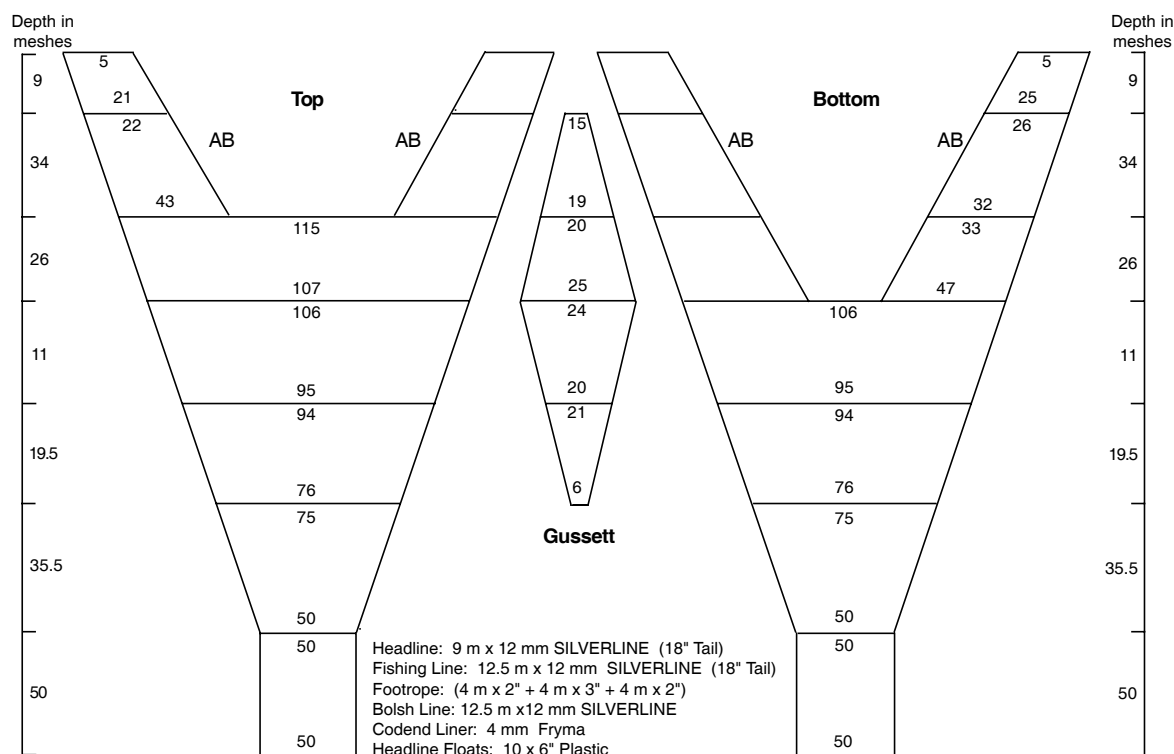 Depth in
meshes
Depth in
meshes
5
5
9
Top
Bottom
9
21
25
22
15
26
AB
AB
AB
AB
34
34
43
19
32
115
20
33
26
26
107
25
47
106
24
106
11
11
95
20
95
94
21
94
19.5
19.5
76
6
76
75
75
Gussett
35.5
35.5
50
50
50
Headline: 9 m x 12 mm SILVERLINE (18" Tail)
50
Fishing Line: 12.5 m x 12 mm SILVERLINE (18" Tail)
Footrope: (4 m x 2" + 4 m x 3" + 4 m x 2")
50
50
Bolsh Line: 12.5 m x12 mm SILVERLINE
Codend Liner: 4 mm Fryma
50
50
Headline Floats: 10 x 6" Plastic